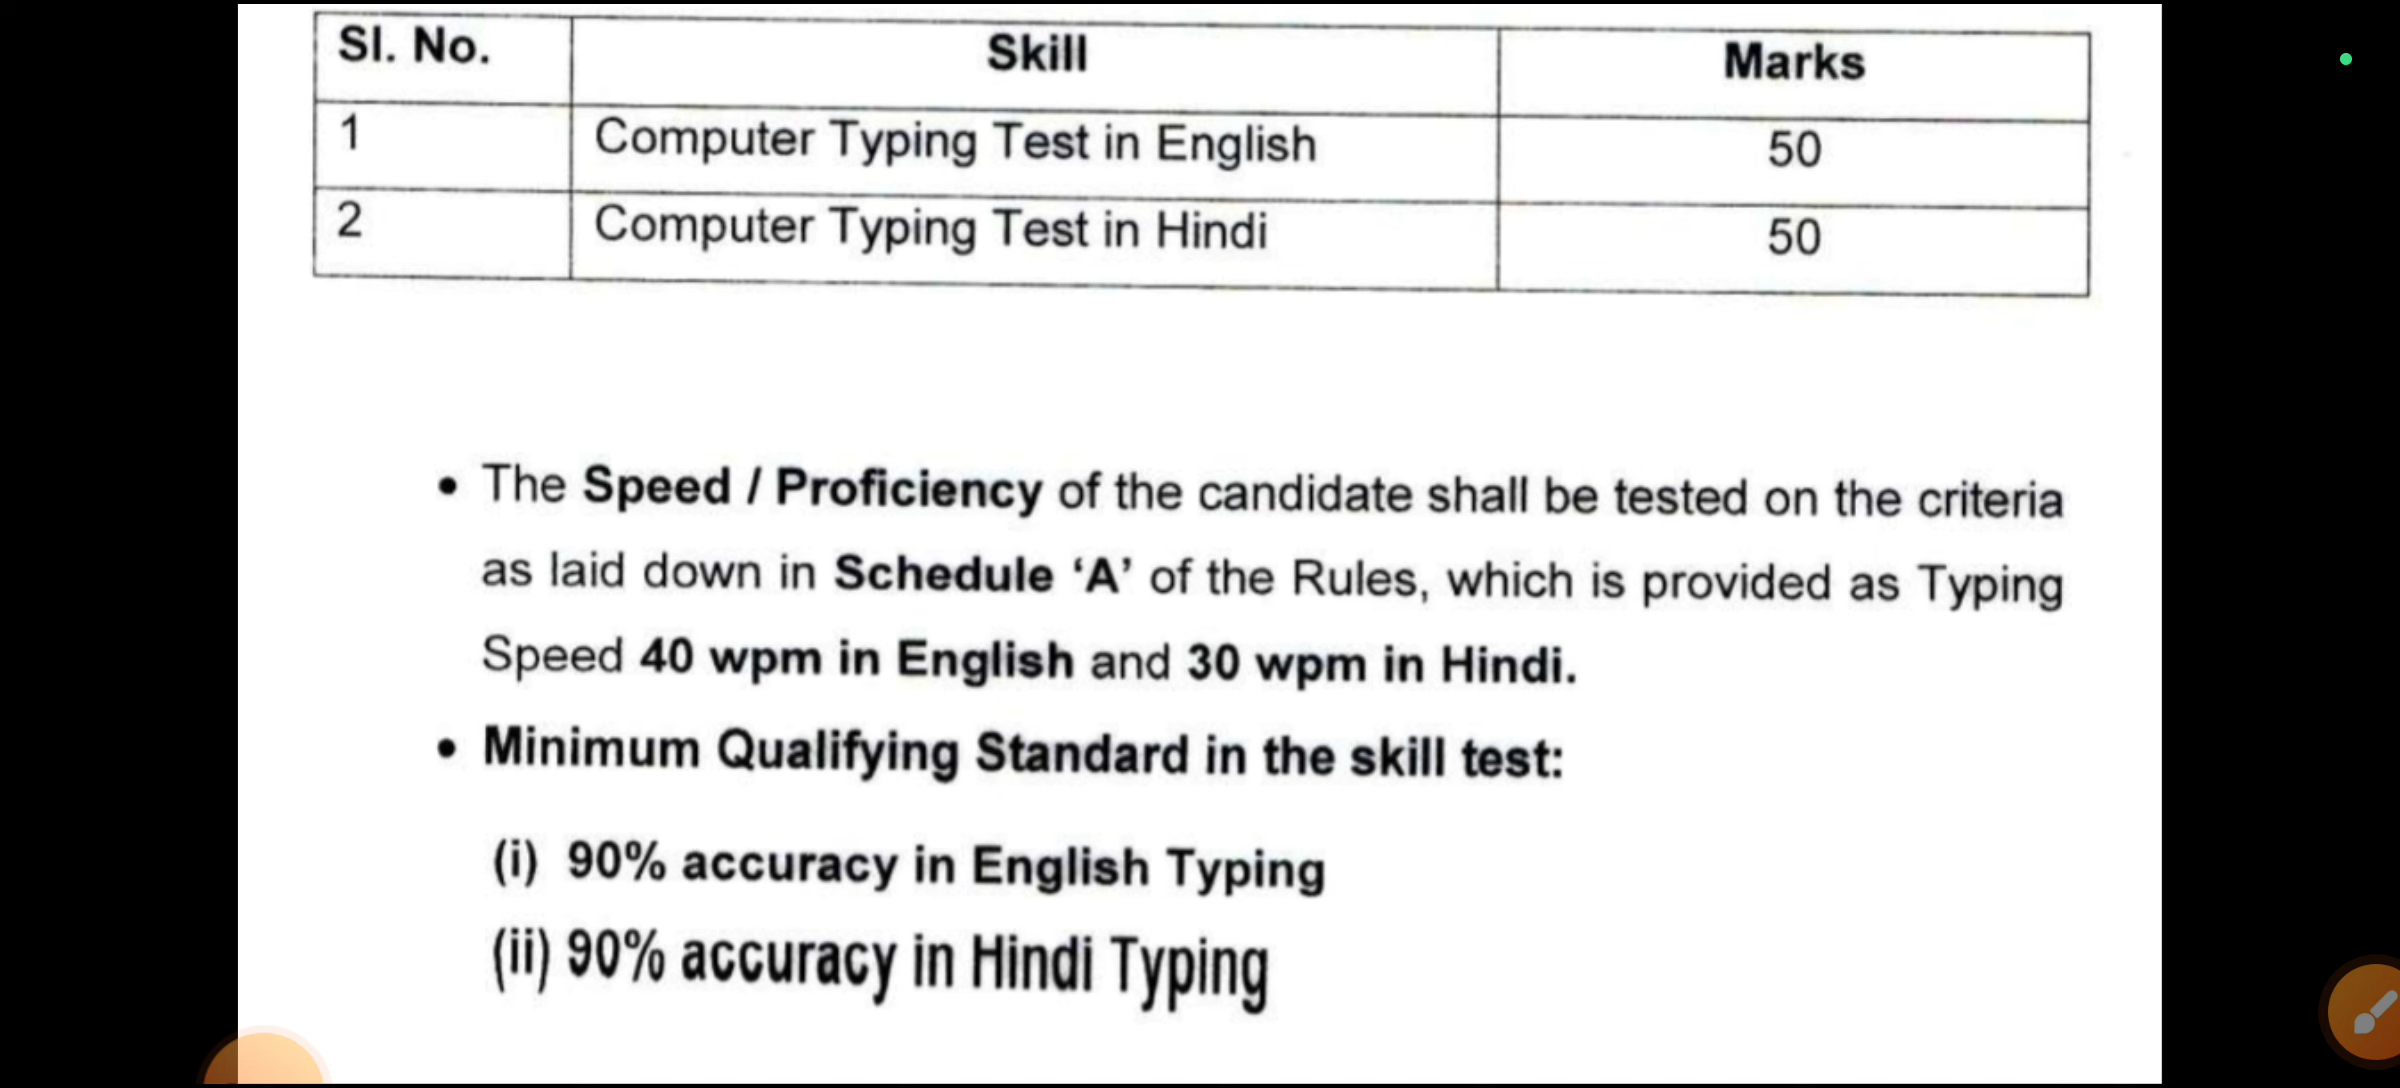 Sl. No. Skill Marks
1 Computer Typing Test in English 50
2 Computer Typing Test in Hindi 50
• The Speed / Proficiency of the candidate shall be tested on the criteria
as laid down in Schedule ‘A’ of the Rules, which is provided as Typing
Speed 40 wpm in English and 30 wpm in Hindi.
• Minimum Qualifying Standard in the skill test:
(i) 90% accuracy in English Typing
(ii) 90% accuracy in Hindi Typing